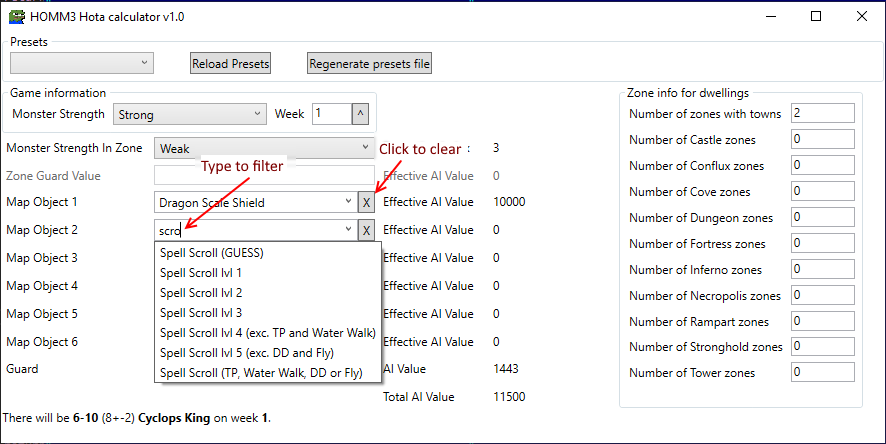 HOMM3 Hota calculator v1.0
Presets
Reload Presets
Regenerate presets file
Game information
Monster Strength Strong Week 1 ^
Monster Strength In Zone Weak : 3
Type to filter
Click to clear
Zone Guard Value Effective AI Value 0
Map Object 1 Dragon Scale Shield X Effective AI Value 10000
Map Object 2 scro X Effective AI Value 0
Spell Scroll (GUESS)
Map Object 3 Effective AI Value 0
Spell Scroll lvl 1
Spell Scroll lvl 2
Map Object 4 Effective AI Value 0
Spell Scroll lvl 3
Map Object 5 Effective AI Value 0
Spell Scroll lvl 4 (exc. TP and Water Walk)
Map Object 6 Effective AI Value 0
Spell Scroll lvl 5 (exc. DD and Fly)
Guard AI Value 1443
Spell Scroll (TP, Water Walk, DD or Fly)
Total AI Value 11500
Zone info for dwellings
Number of zones with towns 2
Number of Castle zones 0
Number of Conflux zones 0
Number of Cove zones 0
Number of Dungeon zones 0
Number of Fortress zones 0
Number of Inferno zones 0
Number of Necropolis zones 0
Number of Rampart zones 0
Number of Stronghold zones 0
Number of Tower zones 0
There will be 6-10 (8+-2) Cyclops King on week 1.